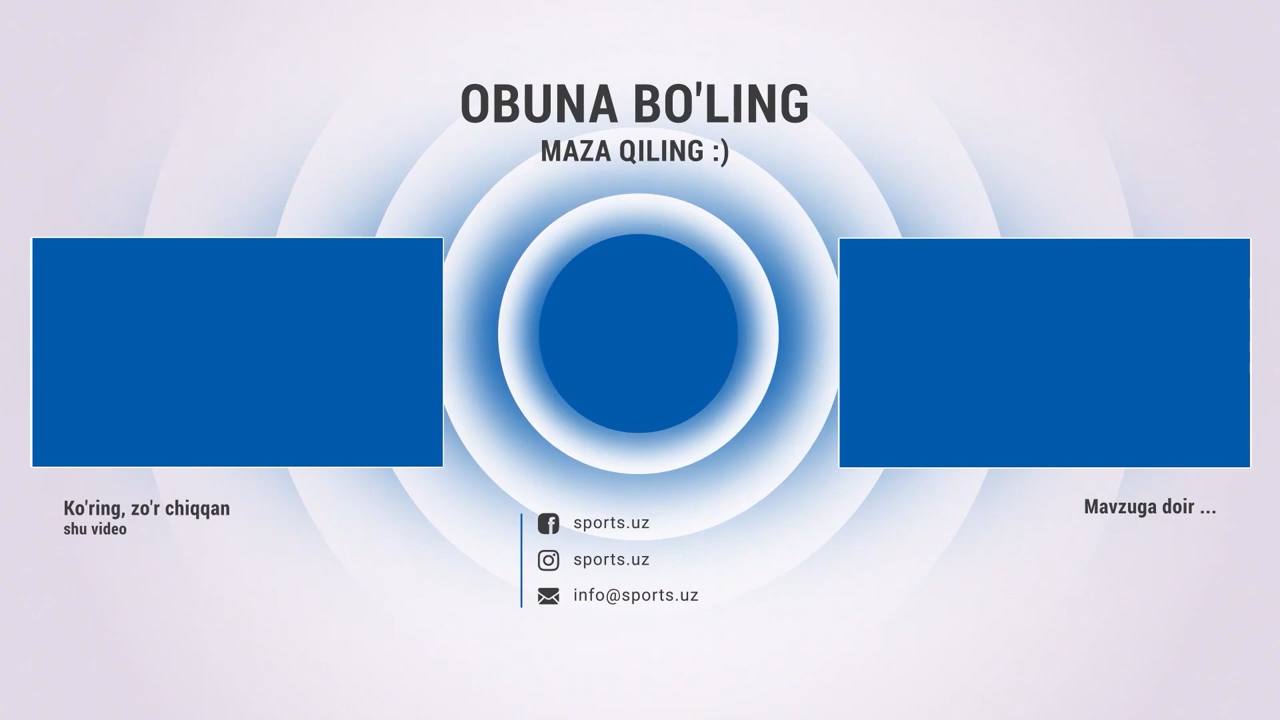 OBUNA BO'LING
MAZA QILING :)
Ko'ring, zo'r chiqqan
shu video
Mavzuga doir ...
sports.uz
sports.uz
info@sports.uz